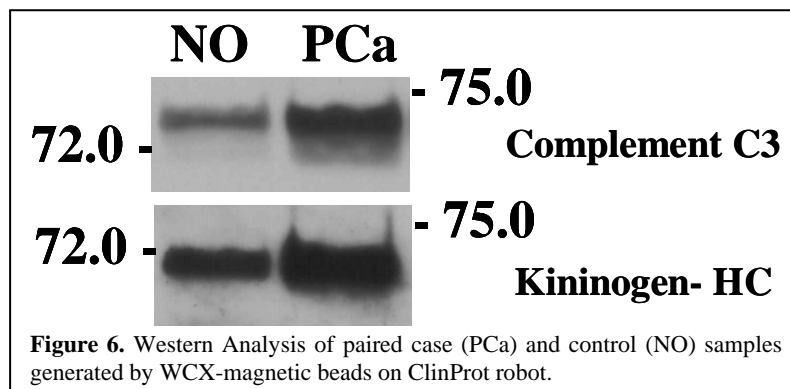 NO PCa
- 75.0
72.0 -
Complement C3
- 75.0
72.0 -
Kininogen- HC
Figure 6. Western Analysis of paired case (PCa) and control (NO) samples
generated by WCX-magnetic beads on ClinProt robot.